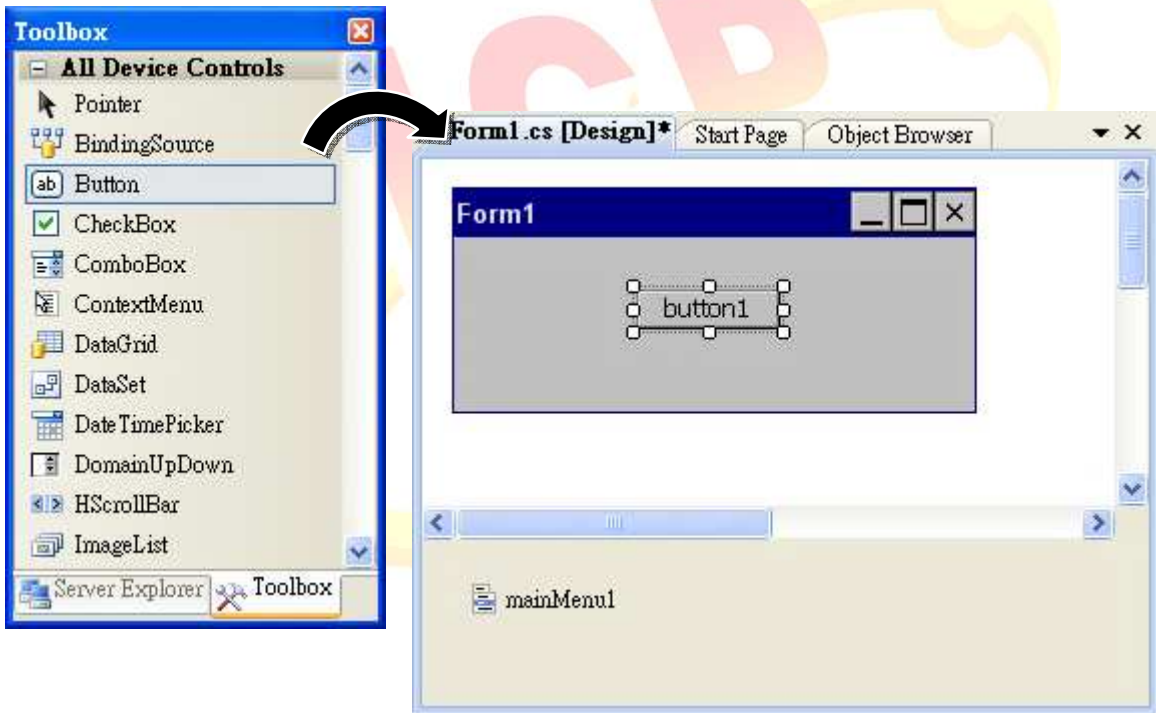 Toolbox
All Device Controls
Pointer
BindingSource
ab Button
CheckBox
ComboBox
ContextMenu
DataGrid
DataSet
DateTimePicker
DomainUpDown
HScrollBar
ImageList
Server Explorer Toolbox
Form1.cs [Design]* Start Page Object Browser
Form1
button1
mainMenu1